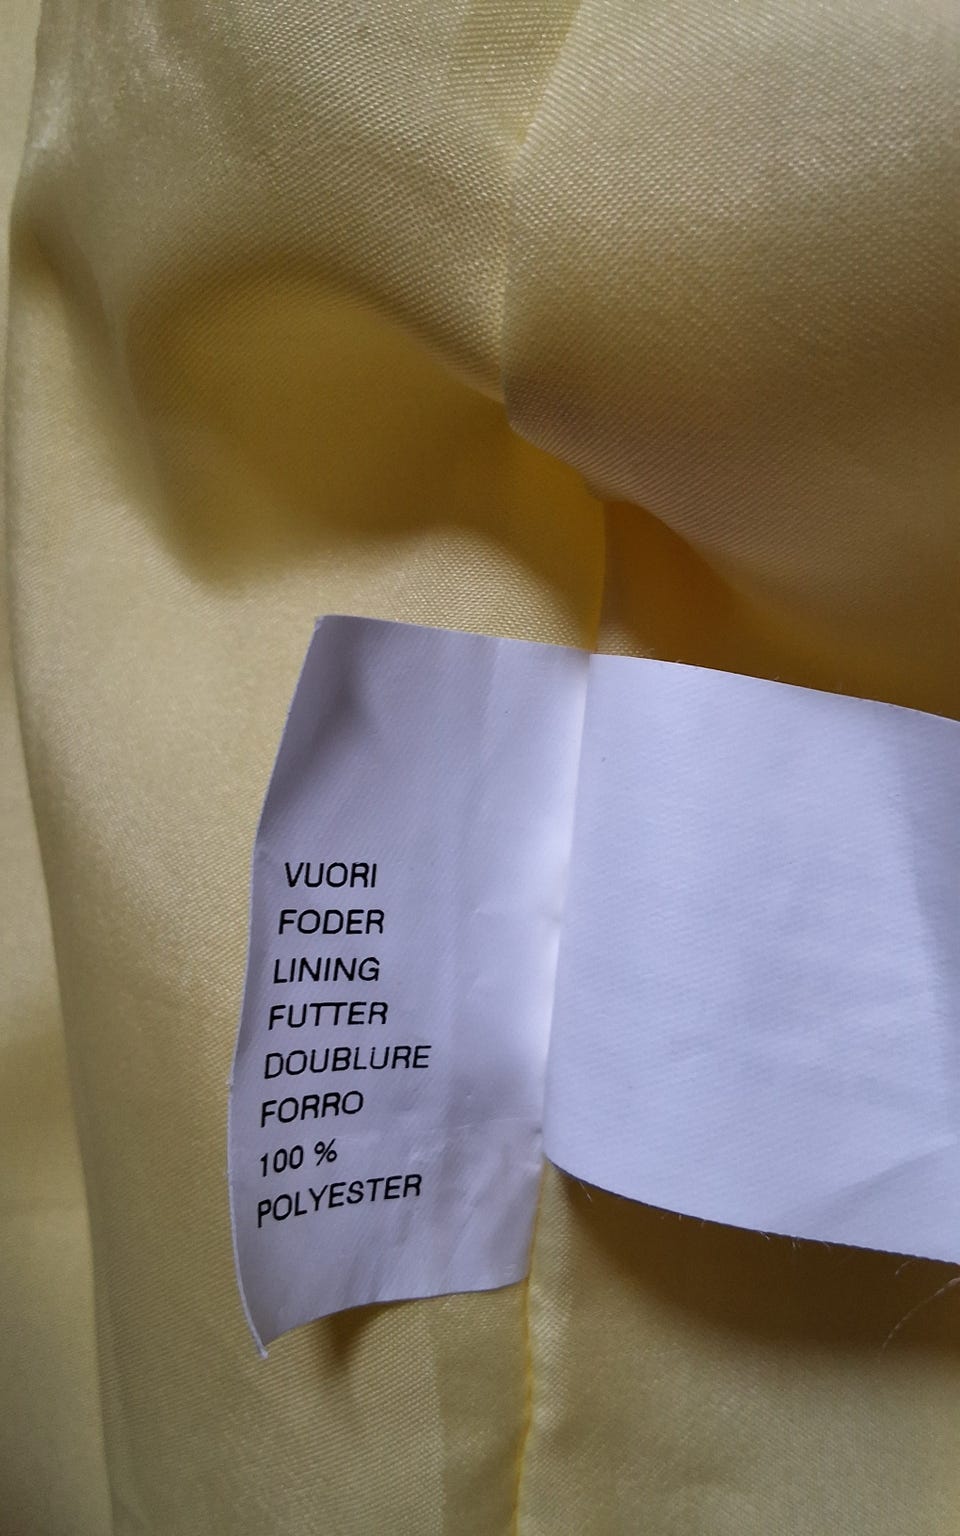 VUORI
FODER
LINING
FUTTER
DOUBLURE
FORRO
100 %
POLYESTER